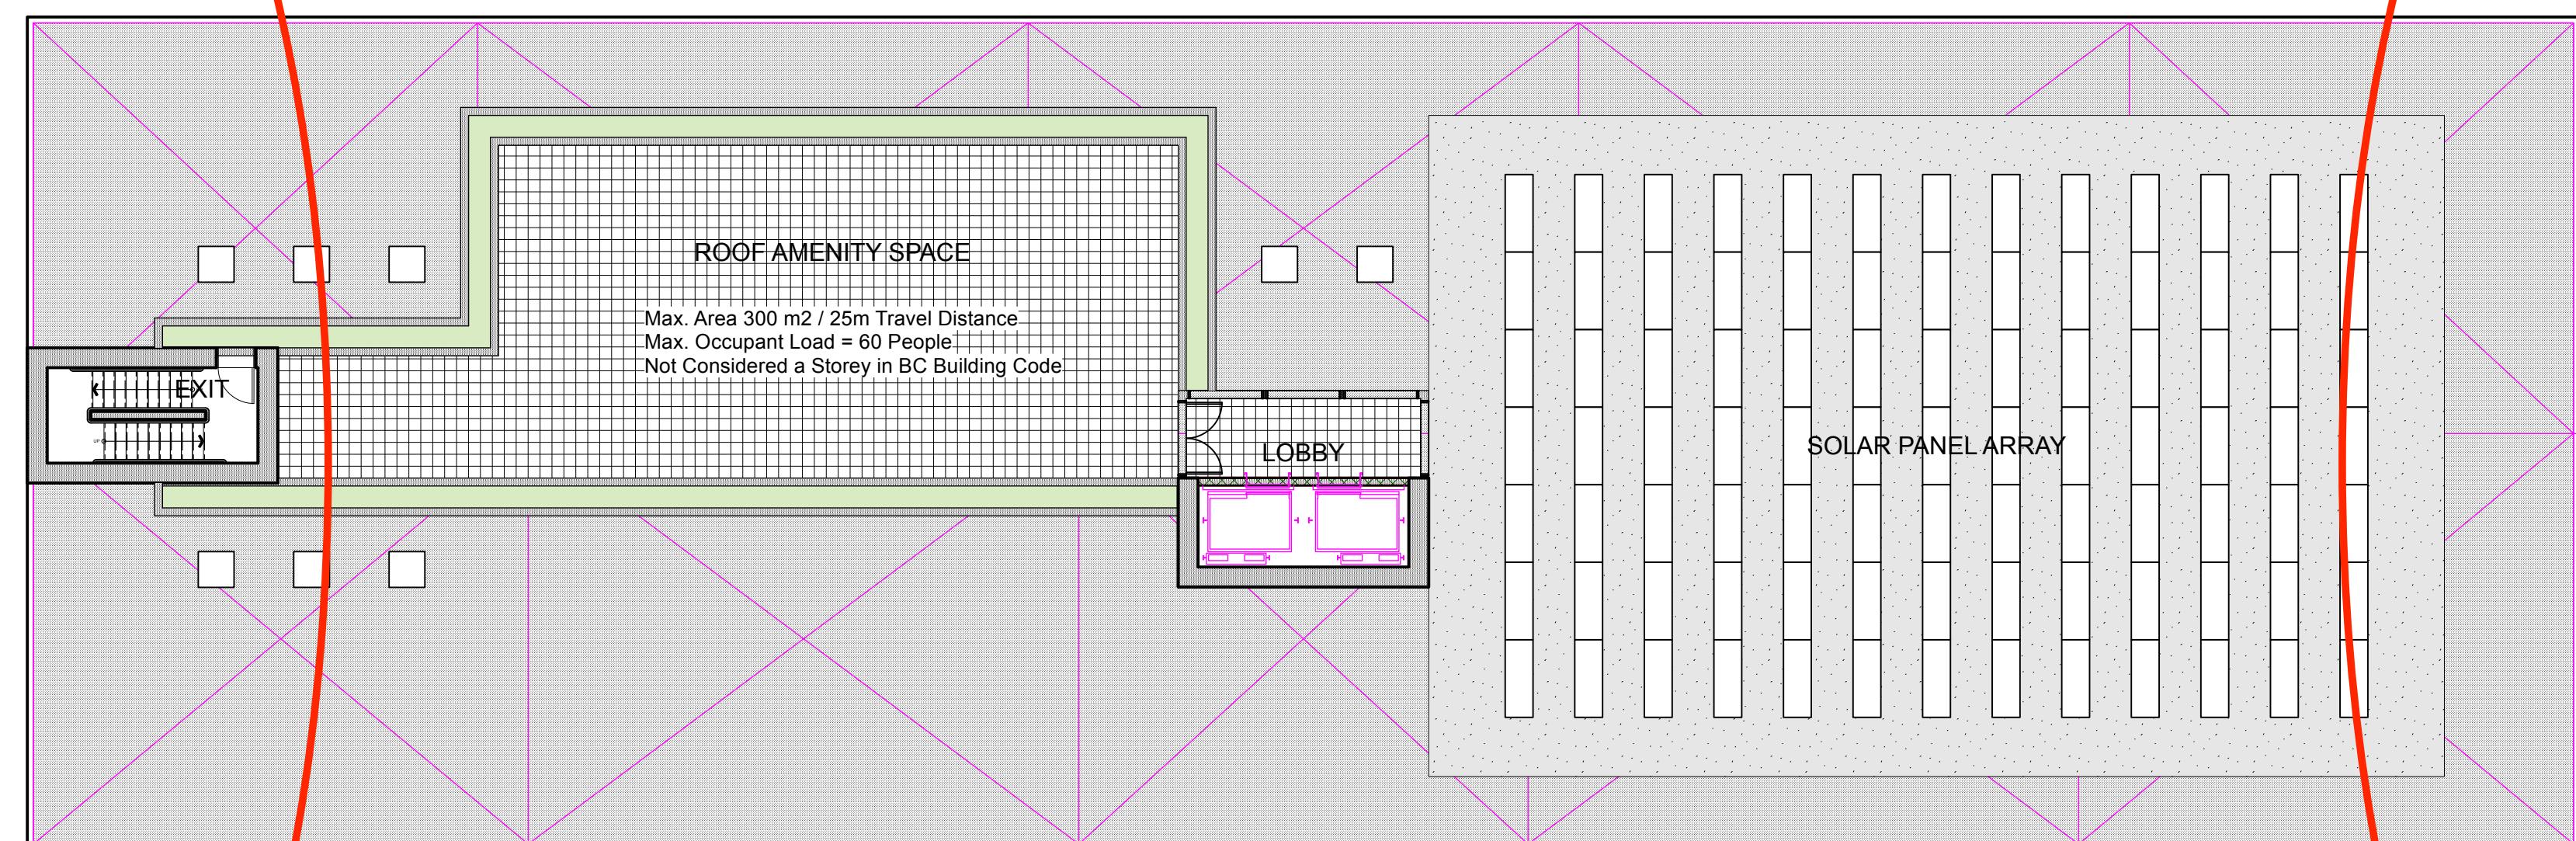 ROOF AMENITY SPACE
Max. Area 300 m2 / 25m Travel Distance
Max. Occupant Load = 60 People
Not Considered a Storey in BC Building Code
EXIT
UP
LOBBY
SOLAR PANEL ARRAY